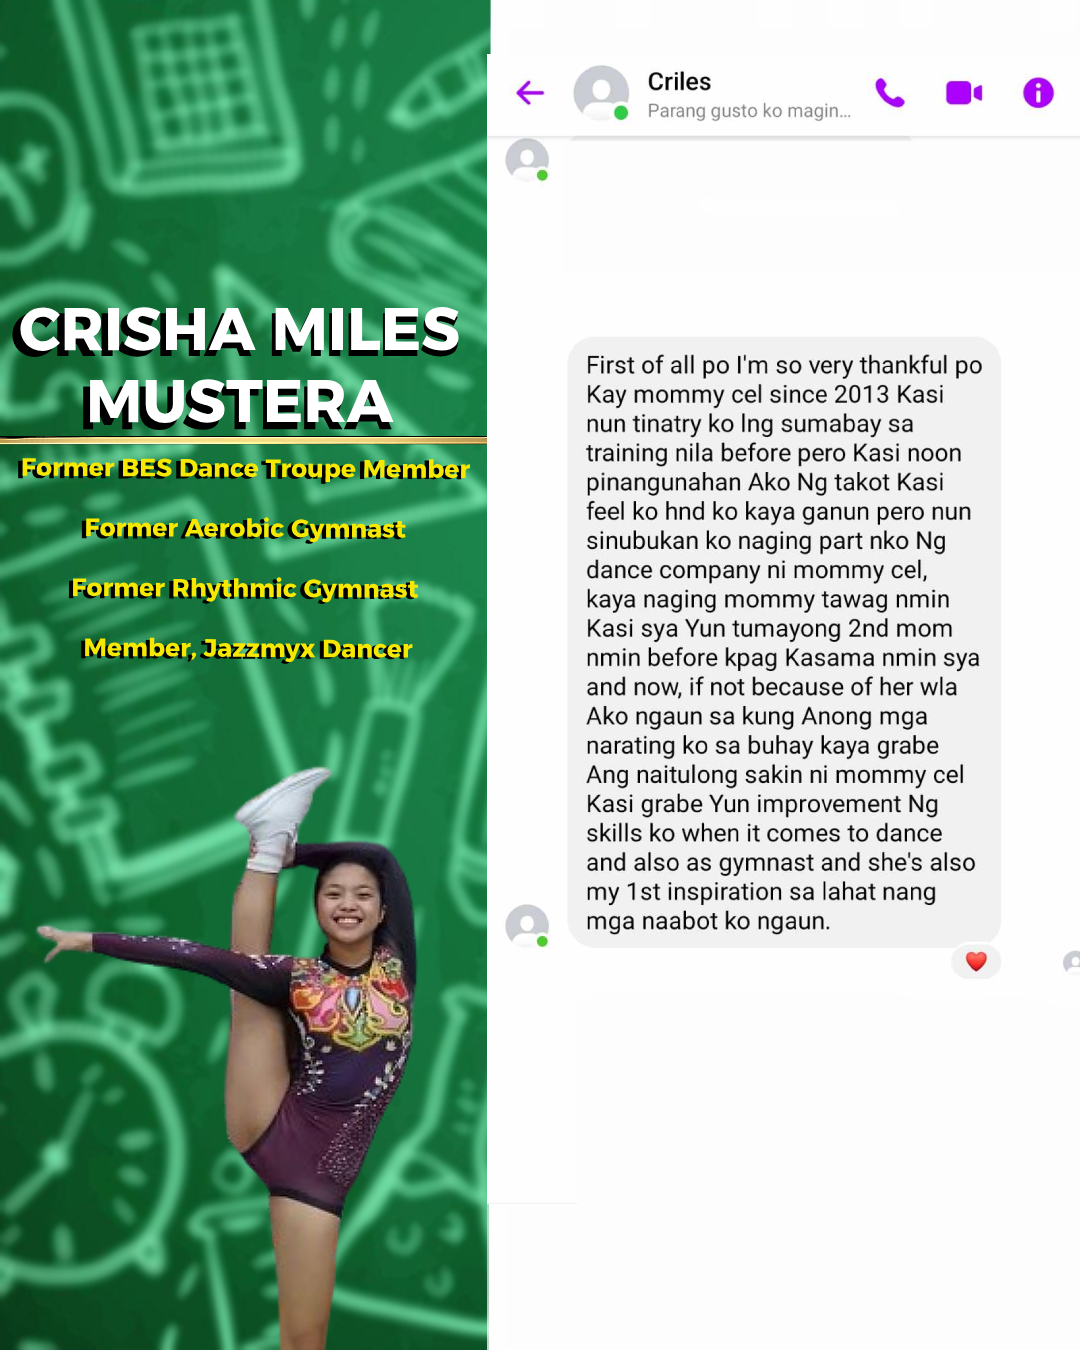 CRISHA MILES
MUSTERA
Former BES Dance Troupe Member
Former Aerobic Gymnast
Former Rhythmic Gymnast
Member, Jazzmyx Dancer
Criles
Parang gusto ko magin...
First of all po I'm so very thankful po
Kay mommy cel since 2013 Kasi
nun tinatry ko lng sumabay sa
training nila before pero Kasi noon
pinangunahan Ako Ng takot Kasi
feel ko hnd ko kaya ganun pero nun
sinubukan ko naging part nko Ng
dance company ni mommy cel,
kaya naging mommy tawag nmin
Kasi sya Yun tumayong 2nd mom
nmin before kpag Kasama nmin sya
and now, if not because of her wla
Ako ngaun sa kung Anong mga
narating ko sa buhay kaya grabe
Ang naitulong sakin ni mommy cel
Kasi grabe Yun improvement Ng
skills ko when it comes to dance
and also as gymnast and she's also
my 1st inspiration sa lahat nang
mga naabot ko ngaun.